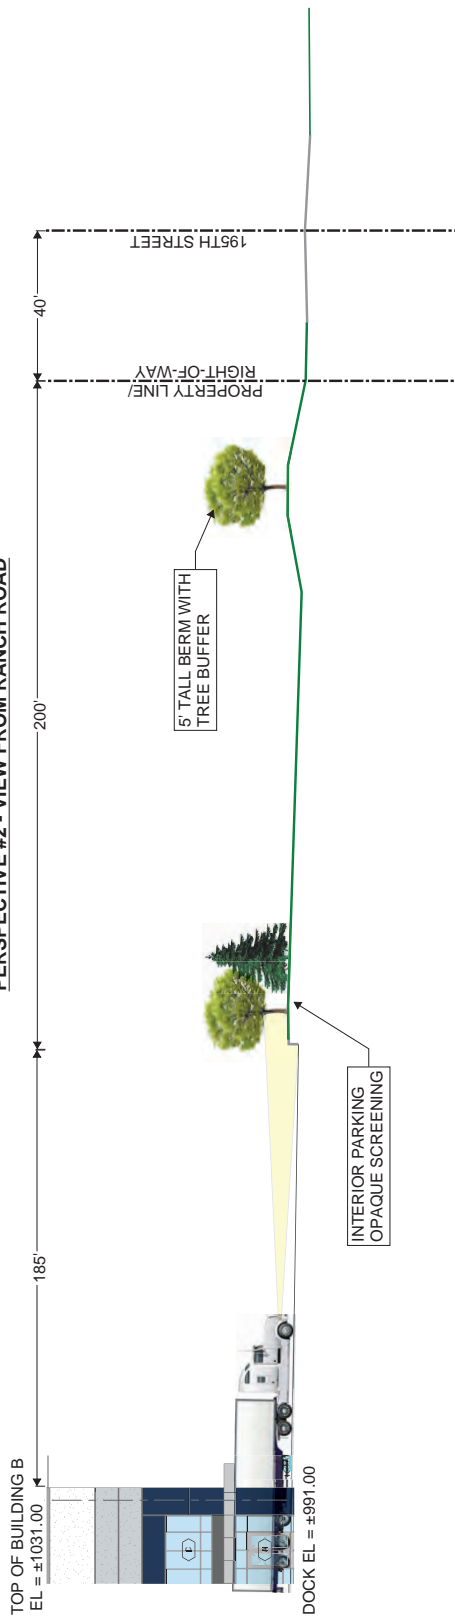 PERSPECTIVE #2 - VIEW FROM RANCH ROAD
TOP OF BUILDING B
EL = ±1031.00
185'
200'
40'
5' TALL BERM WITH
TREE BUFFER
PROPERTY LINE/
RIGHT-OF-WAY
195TH STREET
INTERIOR PARKING
OPAQUE SCREENING
DOCK EL = ±991.00